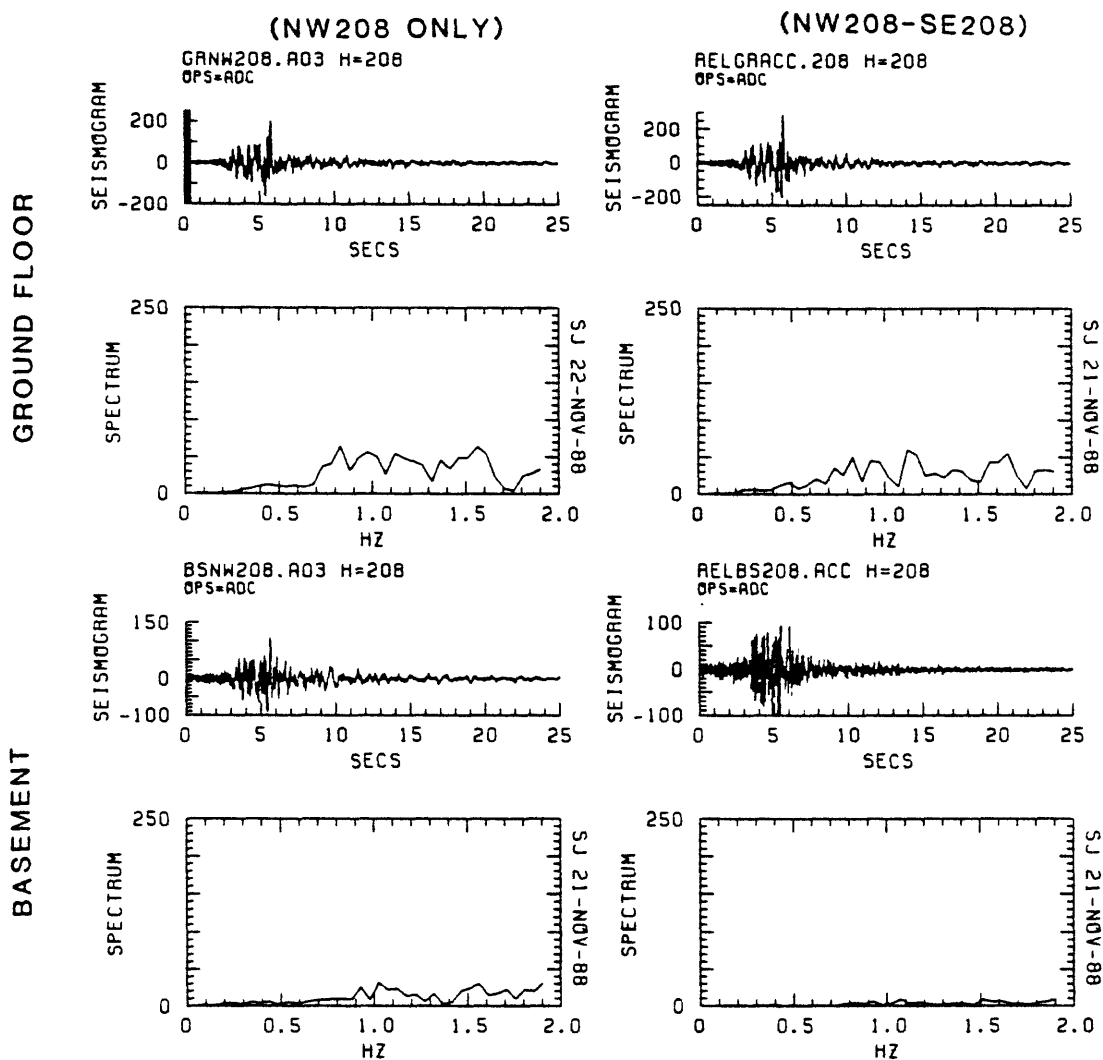 (NW208 ONLY)
(NW208-SE208)
GROUND FLOOR
GRNW208.A03 H=208
OPS=ADC
SEISMOGRAM
200
0
-200
0 5 10 15 20 25
SECS
RELGRACC.208 H=208
OPS=ADC
SEISMOGRAM
200
0
-200
0 5 10 15 20 25
SECS
250
SPECTRUM
0
0 0.5 1.0 1.5 2.0
HZ
SJ 22-NOV-88
250
SPECTRUM
0
0 0.5 1.0 1.5 2.0
HZ
SJ 21-NOV-88
BASEMENT
BSNW208.A03 H=208
OPS=ADC
SEISMOGRAM
150
0
-100
0 5 10 15 20 25
SECS
RELBS208.ACC H=208
OPS=ADC
SEISMOGRAM
100
0
-100
0 5 10 15 20 25
SECS
250
SPECTRUM
0
0 0.5 1.0 1.5 2.0
HZ
SJ 21-NOV-88
250
SPECTRUM
0
0 0.5 1.0 1.5 2.0
HZ
SJ 21-NOV-88